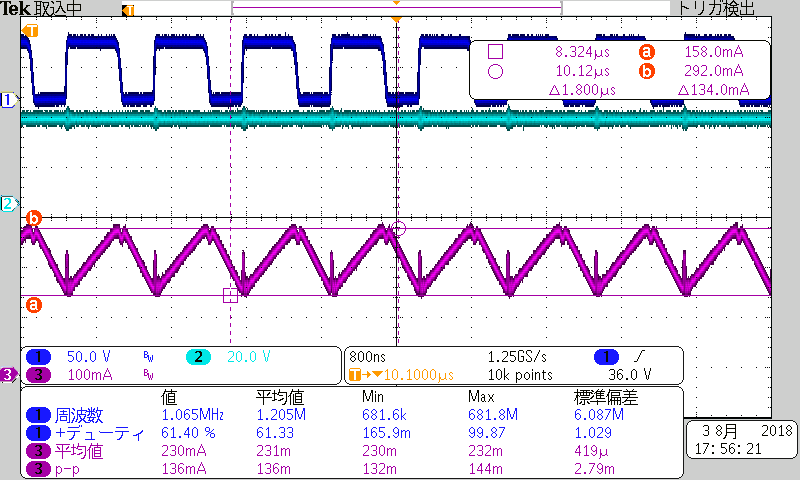 Tek 取込中 T トリガ検出
T
8.324μs a 158.0mA
10.12μs b 292.0mA
Δ1.800μs Δ134.0mA
1
2
b
a
3
1 50.0 V BW 2 20.0 V
3 100mA BW
800ns 1.25GS/s 1 ∫
T→▼10.1000μs 10k points 36.0 V
値 平均値 Min Max 標準偏差
1 周波数 1.065MHz 1.205M 681.6k 681.8M 6.087M
1 +デューティ 61.40 % 61.33 165.9m 99.87 1.029
3 平均値 230mA 231m 230m 232m 419μ
3 p-p 136mA 136m 132m 144m 2.79m
3 8月 2018
17:56:21